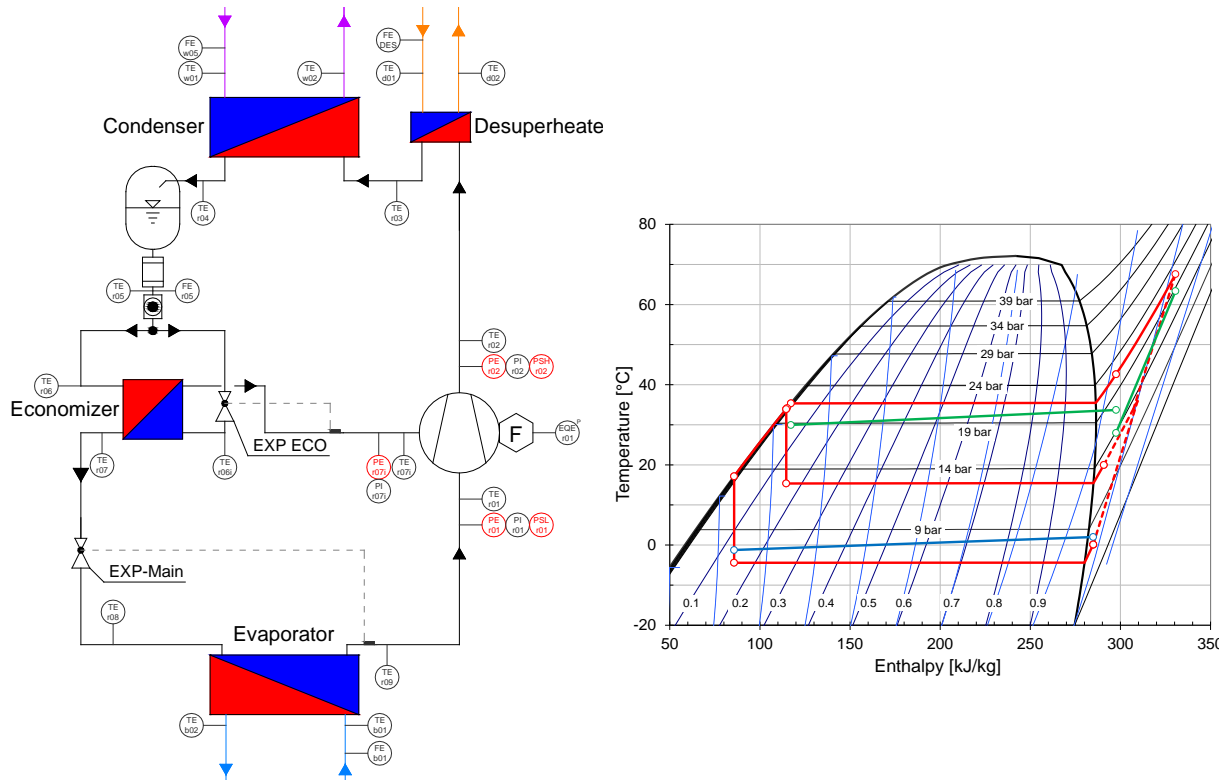 FE
w05
TE
w01
TE
w02
FE
DES
TE
d01
TE
d02
Condenser
Desuperheate
TE
r04
TE
r03
TE
r05
FE
r05
TE
r02
PE
r02
PI
r02
PSH
r02
TE
r06
Economizer
EXP ECO
F
EQE
P
r01
TE
r07
TE
r06i
PE
r07i
TE
r07i
PI
r07i
TE
r01
PE
r01
PI
r01
PSL
r01
EXP-Main
TE
r08
Evaporator
TE
r09
TE
b02
TE
b01
FE
b01
80
60
40
20
0
-20
Temperature [°C]
39 bar
34 bar
29 bar
24 bar
19 bar
14 bar
9 bar
0.1
0.2
0.3
0.4
0.5
0.6
0.7
0.8
0.9
50
100
150
200
250
300
350
Enthalpy [kJ/kg]